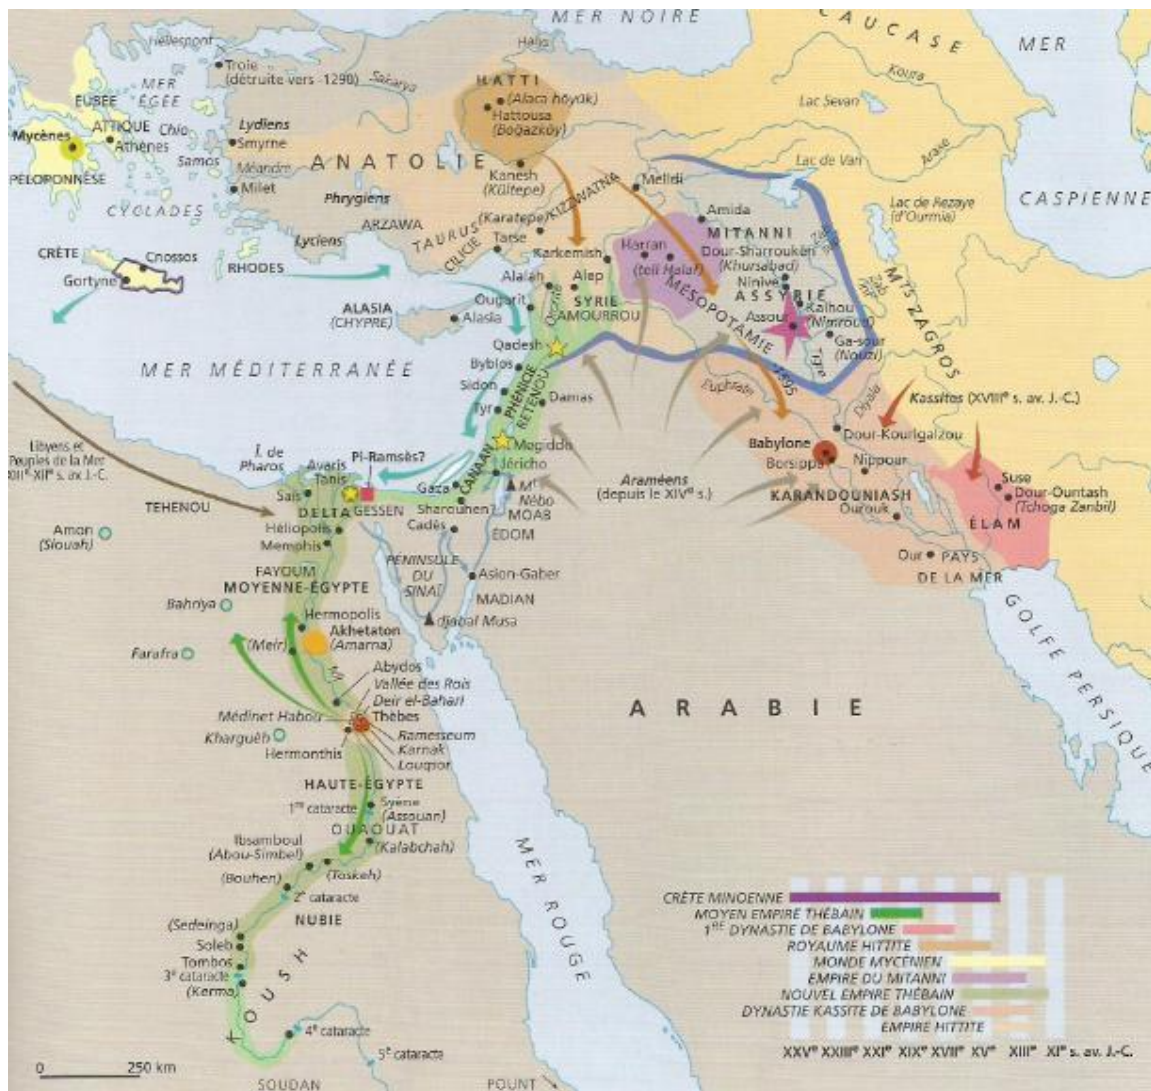 MER NOIRE
CAUCASE
MER
CASPIENNE
Hellespont
Troie
(détruite vers -1290)
Sakarya
Halys
HATTI
(Alaca höyük)
Hattousa
(Boğazköy)
Koura
Lac Sevan
Arase
Lac de Van
Lac de Rezaye
(d'Ourmia)
MER
ÉGÉE
EUBÉE
Mycènes
ATTIQUE
Athènes
Chio
Lydiens
Smyrne
Samos
Méandre
Milet
PELOPONNÈSE
CYCLADES
ANATOLIE
Kanesh
(Kültepe)
Phrygiens
ARZAWA
Lyciens
TAURUS
(Karatepe)
KIZZWATNA
Melidi
CILICIE
Tarse
Karkemish
Amida
MITANNI
Harran
(tell Halaf)
Dour-Sharrouken
(Khursabad)
Ninive
ASSYRIE
Assour
Kalhou
(Nimroud)
Ga-sour
(Nouzi)
MÉSOPOTAMIE
Tigre
MTS ZAGROS
CRÈTE
Cnossos
Gortyne
RHODES
ALASIA
(CHYPRE)
Alasia
Alalah
Alep
Ougarit
Oronte
SYRIE
AMOURROU
Qadesh
MER MÉDITERRANÉE
Byblos
Sidon
Tyr
PHÉNICIE
RETENOU
Damas
Euphrate
1595
Diyala
Kassites (XVIIIe s. av. J.-C.)
Dour-Kourigalzou
Babylone
Borsippa
Nippour
Suse
Dour-Ountash
(Tchoga Zanbil)
KARANDOUNIASH
Ourouk
ÉLAM
Our
PAYS
DE LA MER
GOLFE PERSIQUE
Araméens
(depuis le XIVe s.)
Libyens et
Peuples de la Mer
XIIIe-XIIe s. av J.-C.
I. de
Pharos
Avaris
Tanis
Pi-Ramsès?
Megiddo
Jéricho
CANAAN
Gaza
Mt
Nébo
Sharouhen?
MOAB
TEHENOU
Saïs
DELTA
GESSEN
Cadès
ÉDOM
Héliopolis
Memphis
Amon
(Siouah)
FAYOUM
MOYENNE-ÉGYPTE
PÉNINSULE
DU
SINAÏ
Asion-Gaber
MADIAN
djabal Musa
Bahriya
Hermopolis
Akhetaton
(Amarna)
(Meir)
Farafra
Nil
Abydos
Vallée des Rois
Deir el-Bahari
Médinet Habou
Thèbes
Kharguèh
Ramesseum
Hermonthis
Karnak
Louqsor
ARABIE
HAUTE-ÉGYPTE
1re cataracte
Syène
(Assouan)
OUAOUAT
Ibsamboul
(Abou-Simbel)
(Kalabchah)
(Toskeh)
(Bouhen)
2e cataracte
NUBIE
(Sedeinga)
Soleb
Tombos
3e cataracte
(Kerma)
KOUSH
4e cataracte
5e cataracte
MER ROUGE
SOUDAN
POUNT
0 250 km
CRÈTE MINOENNE
MOYEN EMPIRE THÉBAIN
1RE DYNASTIE DE BABYLONE
ROYAUME HITTITE
MONDE MYCÉNIEN
EMPIRE DU MITANNI
NOUVEL EMPIRE THÉBAIN
DYNASTIE KASSITE DE BABYLONE
EMPIRE HITTITE
XXVe XXIIIe XXIe XIXe XVIIe XVe XIIIe XIe s. av. J.-C.